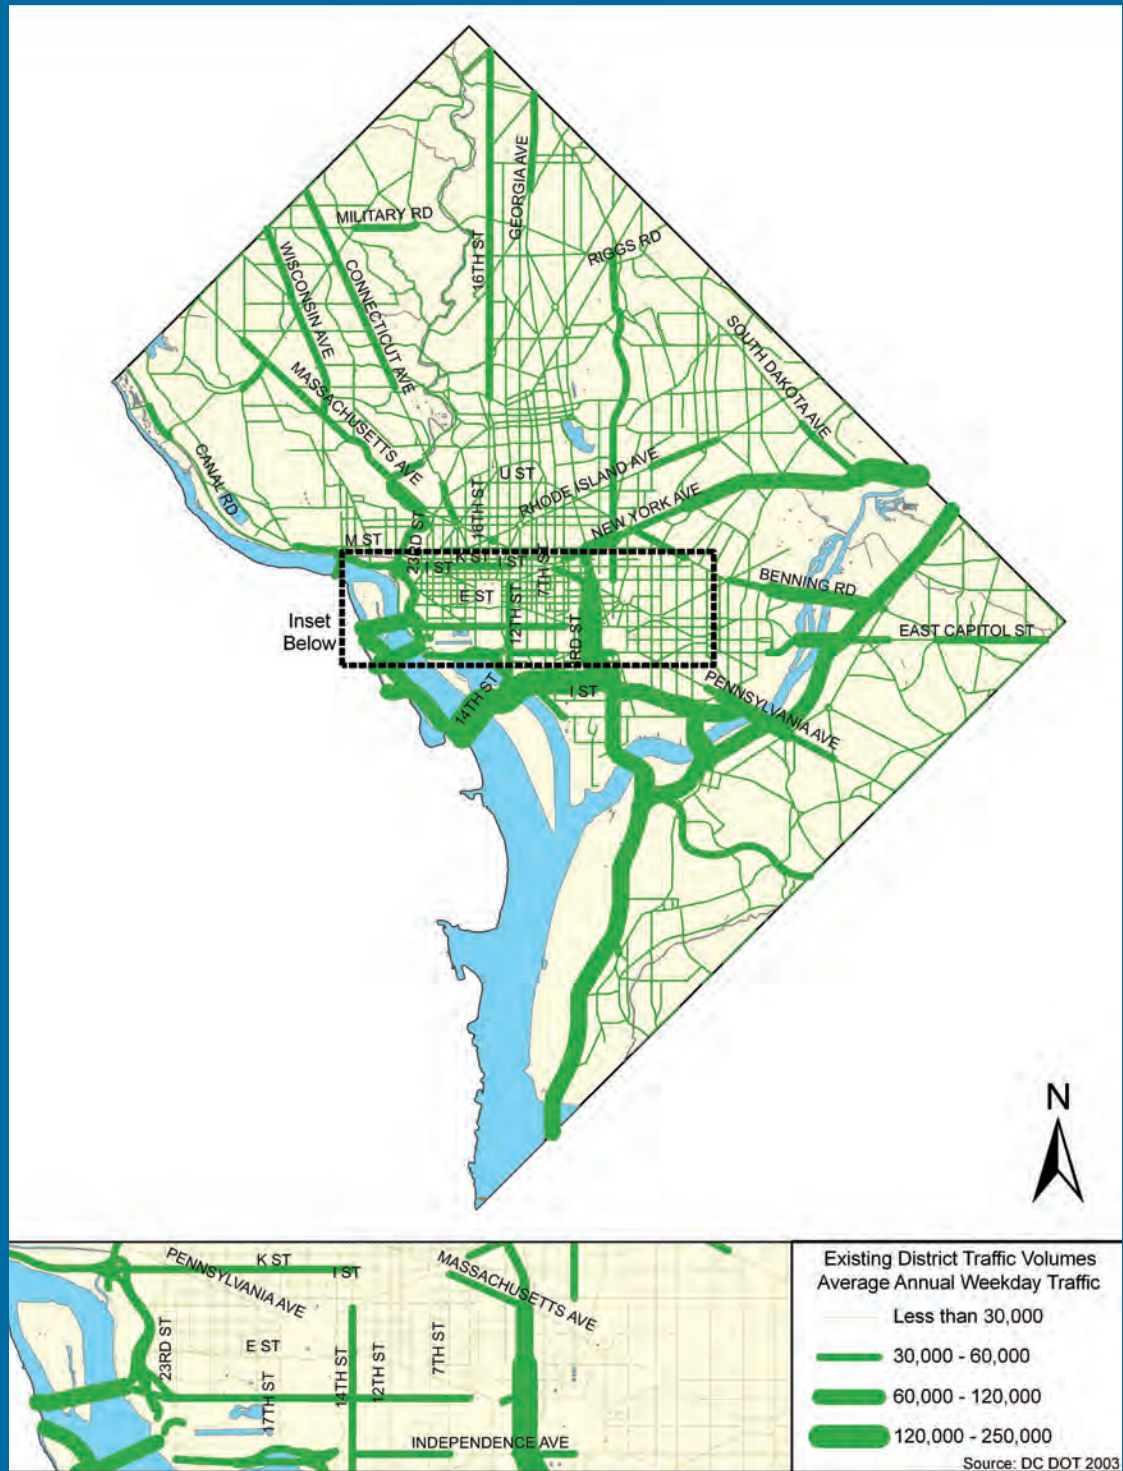 MILITARY RD
GEORGIA AVE
16TH ST
RIGGS RD
WISCONSIN AVE
CONNECTICUT AVE
SOUTH DAKOTA AVE
MASSACHUSETTS AVE
CANAL RD
U ST
16TH ST
RHODE ISLAND AVE
NEW YORK AVE
23RD ST
M ST
K ST
I ST
I ST
7TH ST
BENNING RD
E ST
12TH ST
Inset
Below
3RD ST
EAST CAPITOL ST
14TH ST
I ST
PENNSYLVANIA AVE
N
PENNSYLVANIA AVE
K ST
I ST
MASSACHUSETTS AVE
23RD ST
E ST
17TH ST
14TH ST
12TH ST
7TH ST
INDEPENDENCE AVE
Existing District Traffic Volumes
Average Annual Weekday Traffic
Less than 30,000
30,000 - 60,000
60,000 - 120,000
120,000 - 250,000
Source: DC DOT 2003